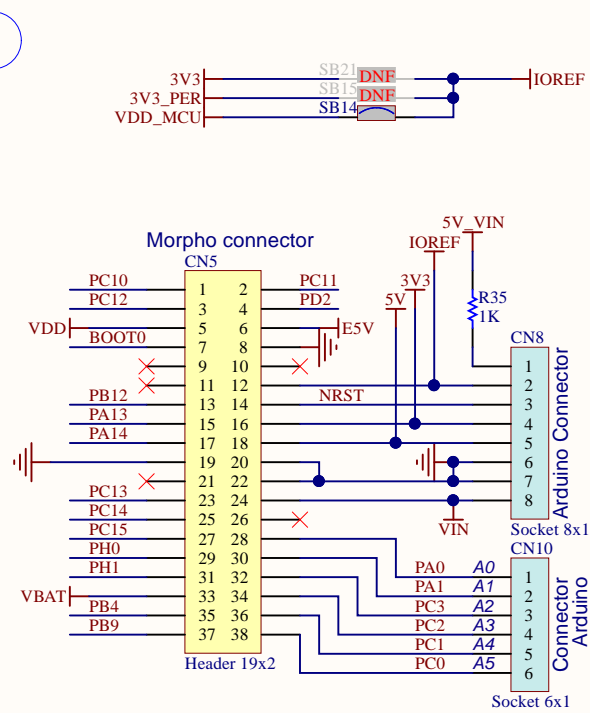 SB21 DNF
3V3
SB15 DNF
3V3_PER
SB14
VDD_MCU
IOREF
Morpho connector
CN5
PC10 1 2 PC11
PC12 3 4 PD2
VDD 5 6 E5V
BOOT0 7 8
9 10
11 12
PB12 13 14 NRST
PA13 15 16
PA14 17 18
19 20
21 22
PC13 23 24
PC14 25 26
PC15 27 28
PH0 29 30
PH1 31 32
VBAT 33 34
PB4 35 36
PB9 37 38
Header 19x2
5V_VIN
IOREF
3V3
5V
R35
1K
CN8
1
2
3
4
5
6
7
8
VIN
Arduino Connector
Socket 8x1
CN10
PA0 A0 1
PA1 A1 2
PC3 A2 3
PC2 A3 4
PC1 A4 5
PC0 A5 6
Connector
Arduino
Socket 6x1